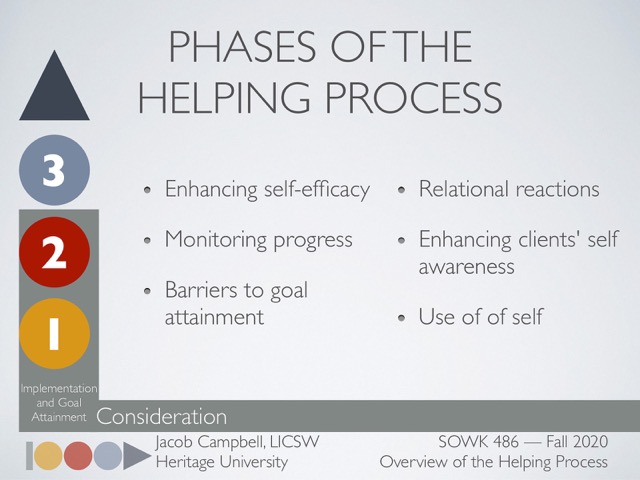 PHASES OF THE
HELPING PROCESS
3
2
1
• Enhancing self-efficacy
• Monitoring progress
• Barriers to goal
attainment
• Relational reactions
• Enhancing clients' self
awareness
• Use of of self
Implementation
and Goal
Attainment
Consideration
Jacob Campbell, LICSW
Heritage University
SOWK 486 — Fall 2020
Overview of the Helping Process